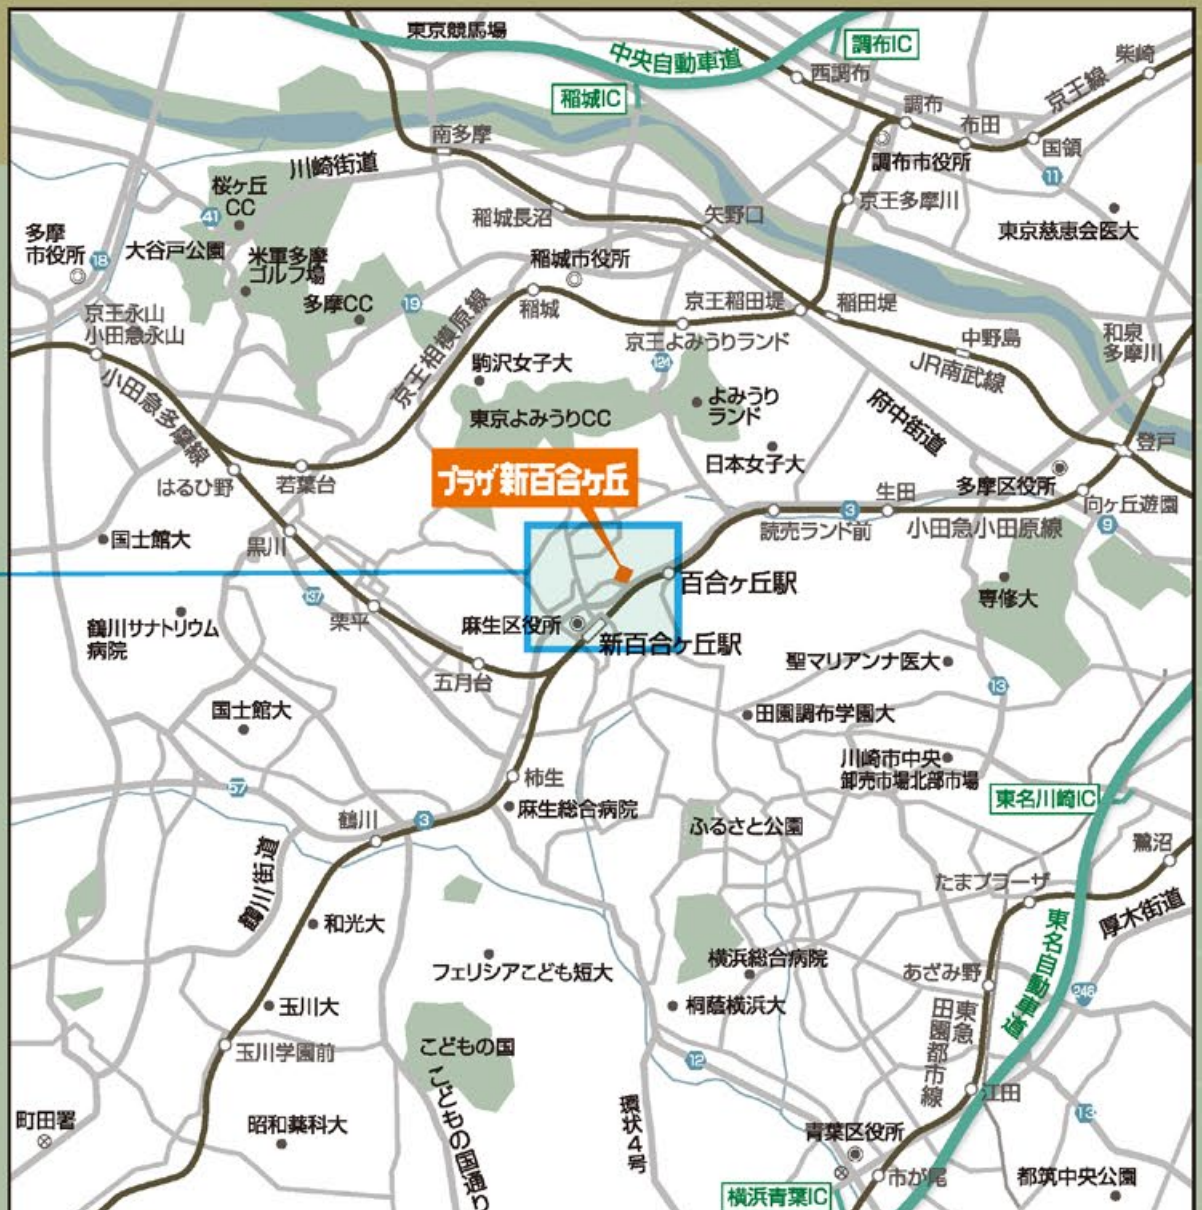 東京競馬場
中央自動車道
調布IC
柴崎
西調布
稲城IC
京王線
調布
布田
国領
南多摩
川崎街道
調布市役所
11
桜ヶ丘
CC
41
京王多摩川
稲城長沼
矢野口
東京慈恵会医大
多摩
市役所
18
大谷戸公園
米軍多摩
ゴルフ場
稲城市役所
多摩CC
19
京王相模原線
稲城
京王稲田堤
稲田堤
京王永山
小田急永山
京王よみうりランド
中野島
和泉
多摩川
124
駒沢女子大
JR南武線
小田急多摩線
よみうり
ランド
東京よみうりCC
府中街道
登戸
日本女子大
はるひ野
若葉台
プラザ新百合ヶ丘
多摩区役所
生田
3
向ヶ丘遊園
読売ランド前
小田急小田原線
9
国士館大
黒川
百合ヶ丘駅
専修大
137
栗平
麻生区役所
鶴川サナトリウム
病院
新百合ヶ丘駅
聖マリアンナ医大
五月台
13
国士館大
田園調布学園大
川崎市中央
卸売市場北部市場
柿生
57
東名川崎IC
麻生総合病院
鶴川
3
ふるさと公園
鷺沼
鶴川街道
たまプラーザ
厚木街道
和光大
東名自動車道
フェリシアこども短大
横浜総合病院
あざみ野
246
玉川大
桐蔭横浜大
東急
田園都市線
こどもの国
玉川学園前
12
こどもの国通り
環状4号
江田
13
町田署
昭和薬科大
青葉区役所
市が尾
都筑中央公園
横浜青葉IC